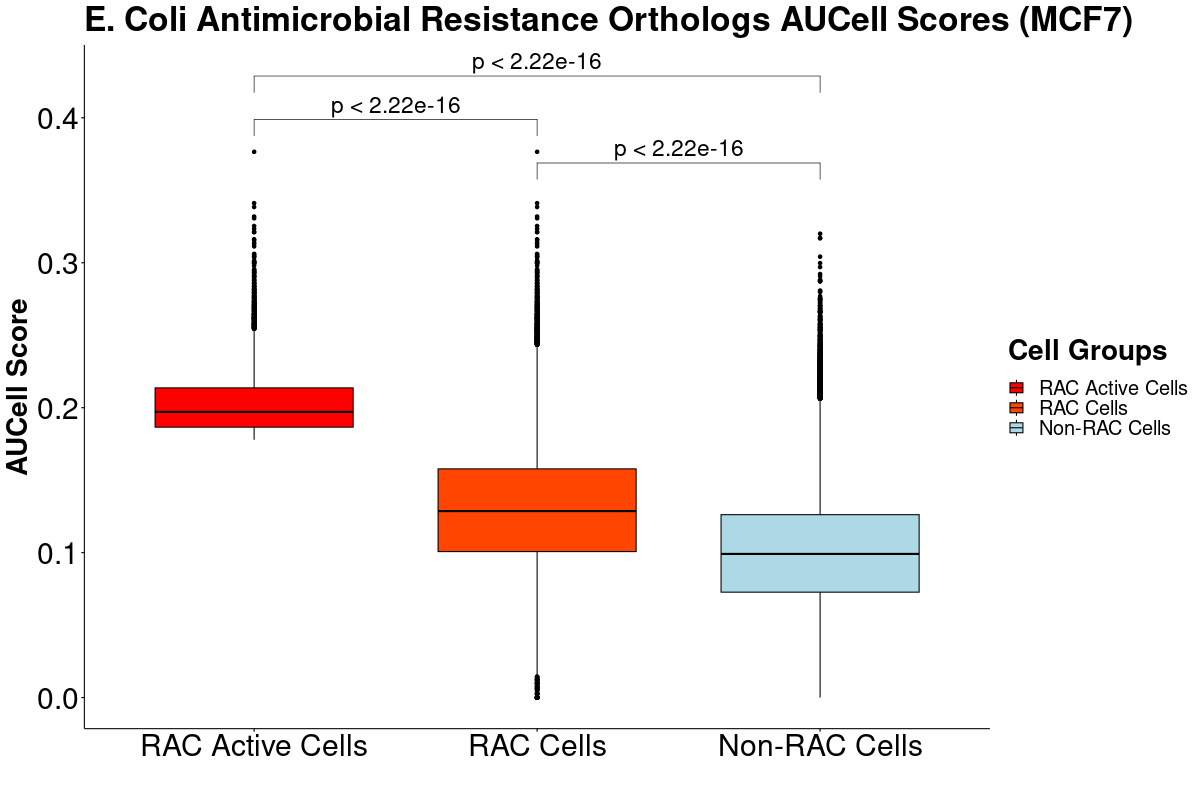 E. Coli Antimicrobial Resistance Orthologs AUCell Scores (MCF7)
p < 2.22e-16
p < 2.22e-16
p < 2.22e-16
0.4
0.3
0.2
0.1
0.0
AUCell Score
RAC Active Cells
RAC Cells
Non-RAC Cells
Cell Groups
RAC Active Cells
RAC Cells
Non-RAC Cells